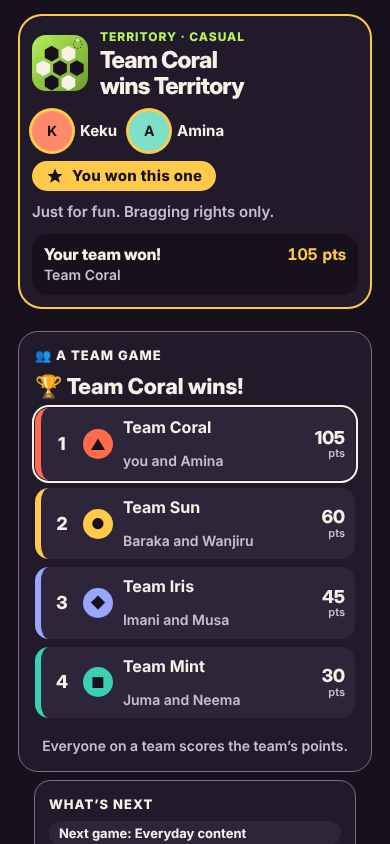 TERRITORY · CASUAL
Team Coral
wins Territory
K Keku A Amina
★ You won this one
Just for fun. Bragging rights only.
Your team won! 105 pts
Team Coral
👥 A TEAM GAME
🏆 Team Coral wins!
1 Team Coral 105 pts
you and Amina
2 Team Sun 60 pts
Baraka and Wanjiru
3 Team Iris 45 pts
Imani and Musa
4 Team Mint 30 pts
Juma and Neema
Everyone on a team scores the team’s points.
WHAT’S NEXT
Next game: Everyday content